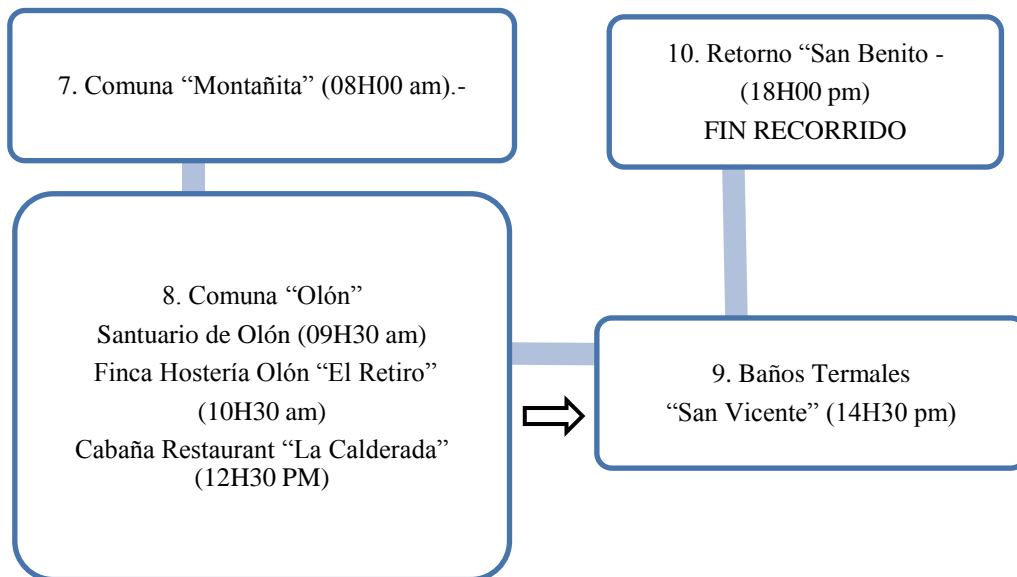 7. Comuna “Montañita” (08H00 am).-
8. Comuna “Olón”
Santuario de Olón (09H30 am)
Finca Hostería Olón “El Retiro”
(10H30 am)
Cabaña Restaurant “La Calderada”
(12H30 PM)
9. Baños Termales
“San Vicente” (14H30 pm)
10. Retorno “San Benito -
(18H00 pm)
FIN RECORRIDO